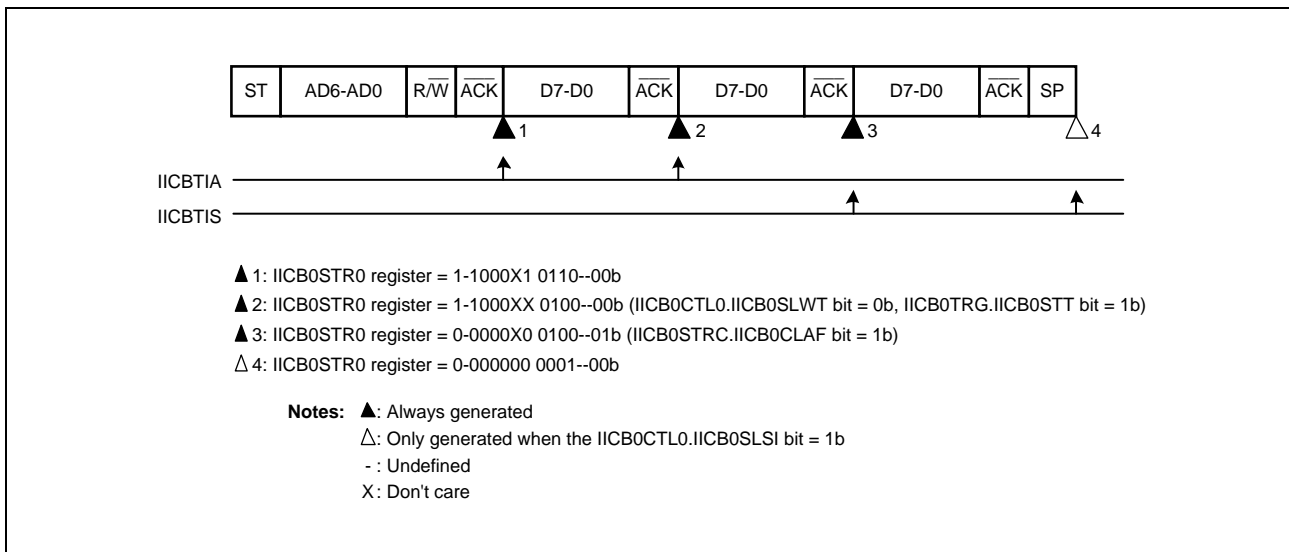 ST AD6-AD0 R/W ACK D7-D0 ACK D7-D0 ACK D7-D0 ACK SP
1 2 3 4
IICBTIA
IICBTIS
▲ 1: IICB0STR0 register = 1-1000X1 0110--00b
▲ 2: IICB0STR0 register = 1-1000XX 0100--00b (IICB0CTL0.IICB0SLWT bit = 0b, IICB0TRG.IICB0STT bit = 1b)
▲ 3: IICB0STR0 register = 0-0000X0 0100--01b (IICB0STRC.IICB0CLAF bit = 1b)
△ 4: IICB0STR0 register = 0-000000 0001--00b
Notes: ▲: Always generated
△: Only generated when the IICB0CTL0.IICB0SLSI bit = 1b
- : Undefined
X: Don't care